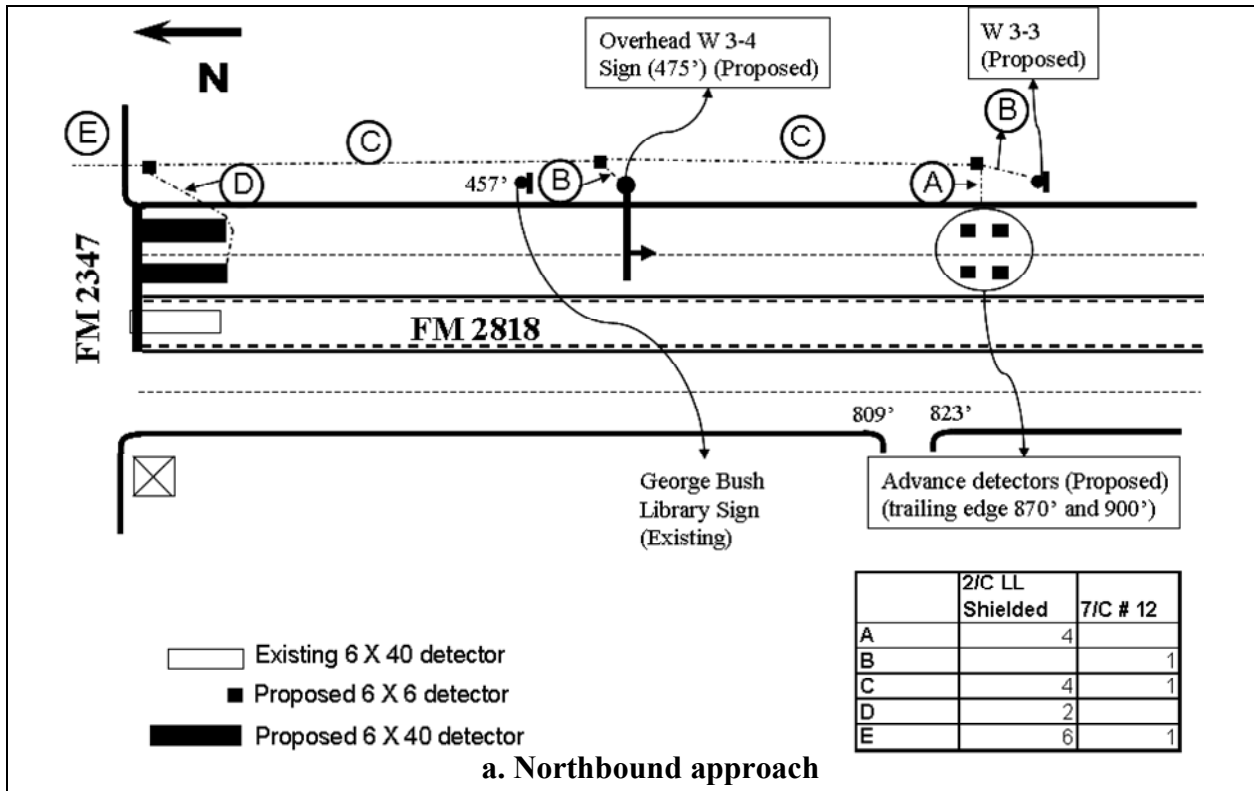 N
Overhead W 3-4
Sign (475’) (Proposed)
W 3-3
(Proposed)
E
C
C
B
D
457’
B
A
FM 2347
FM 2818
809’
823’
George Bush
Library Sign
(Existing)
Advance detectors (Proposed)
(trailing edge 870’ and 900’)
2/C LL
Shielded
7/C # 12
A 4
B 1
C 4 1
D 2
E 6 1
Existing 6 X 40 detector
Proposed 6 X 6 detector
Proposed 6 X 40 detector
a. Northbound approach